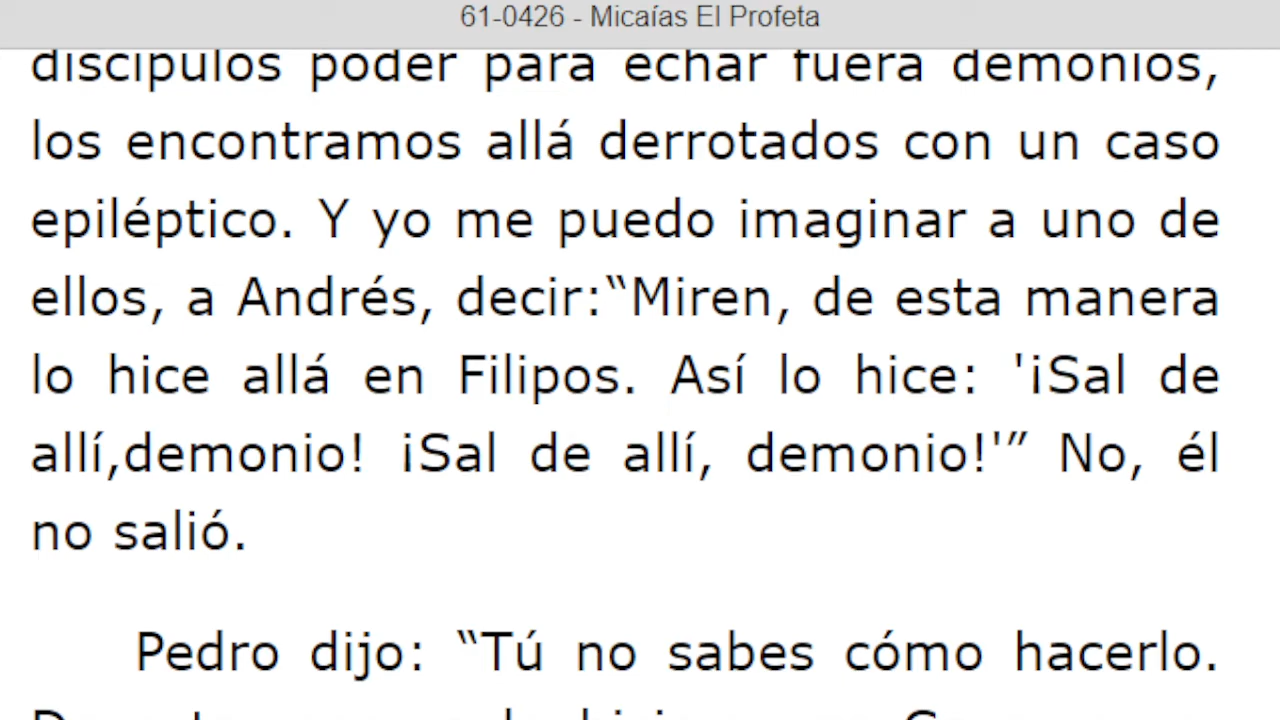 61-0426 - Micaías El Profeta
discípulos poder para echar fuera demonios,
los encontramos allá derrotados con un caso
epiléptico. Y yo me puedo imaginar a uno de
ellos, a Andrés, decir:“Miren, de esta manera
lo hice allá en Filipos. Así lo hice: '¡Sal de
allí,demonio! ¡Sal de allí, demonio!'” No, él
no salió.
Pedro dijo: “Tú no sabes cómo hacerlo.